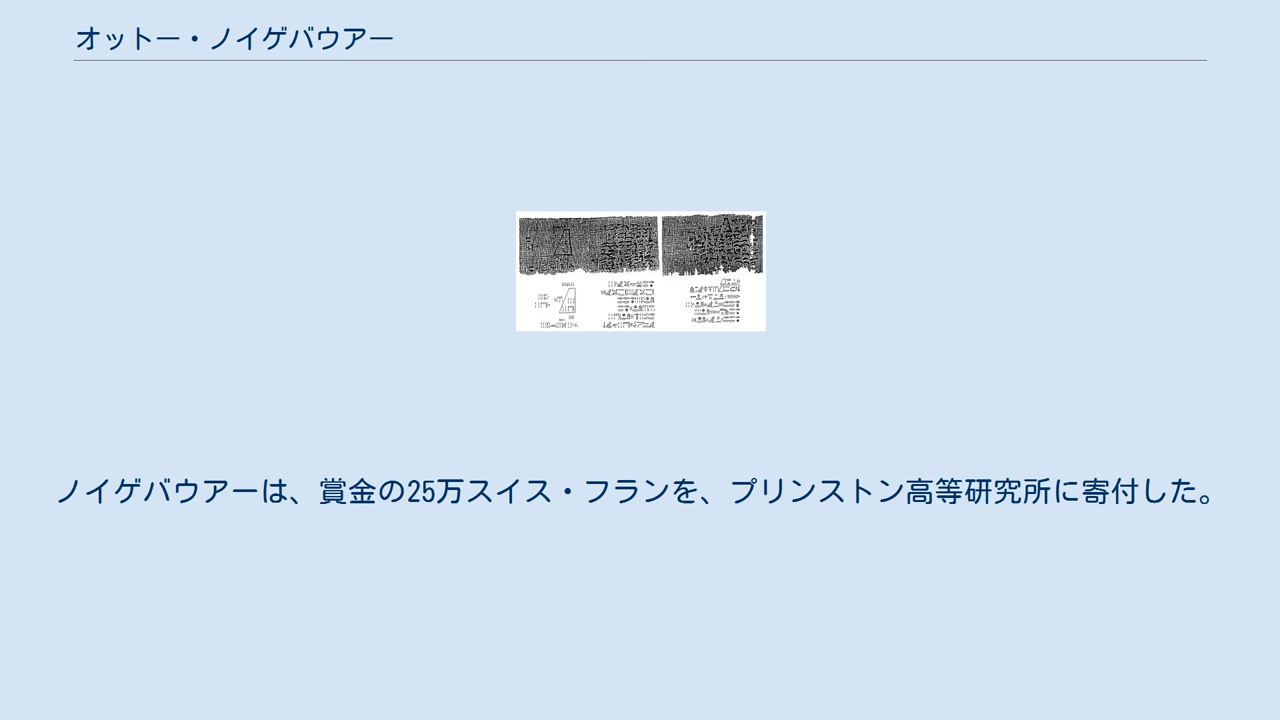 オットー・ノイゲバウアー
ノイゲバウアーは、賞金の25万スイス・フランを、プリンストン高等研究所に寄付した。